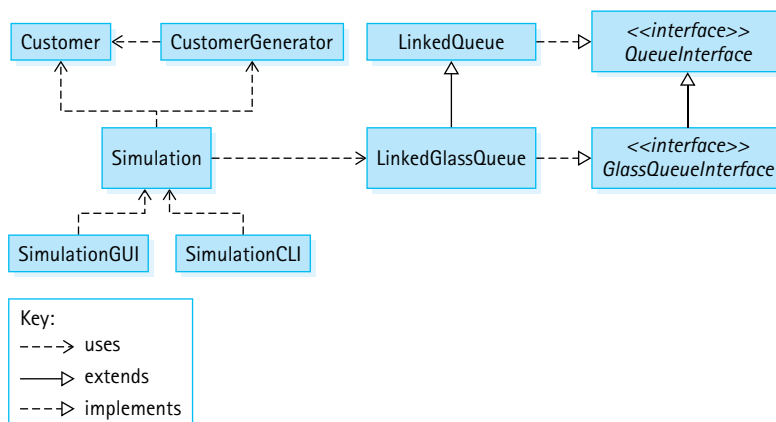 Customer
CustomerGenerator
LinkedQueue
<<interface>>
QueueInterface
Simulation
LinkedGlassQueue
<<interface>>
GlassQueueInterface
SimulationGUI
SimulationCLI
Key:
uses
extends
implements